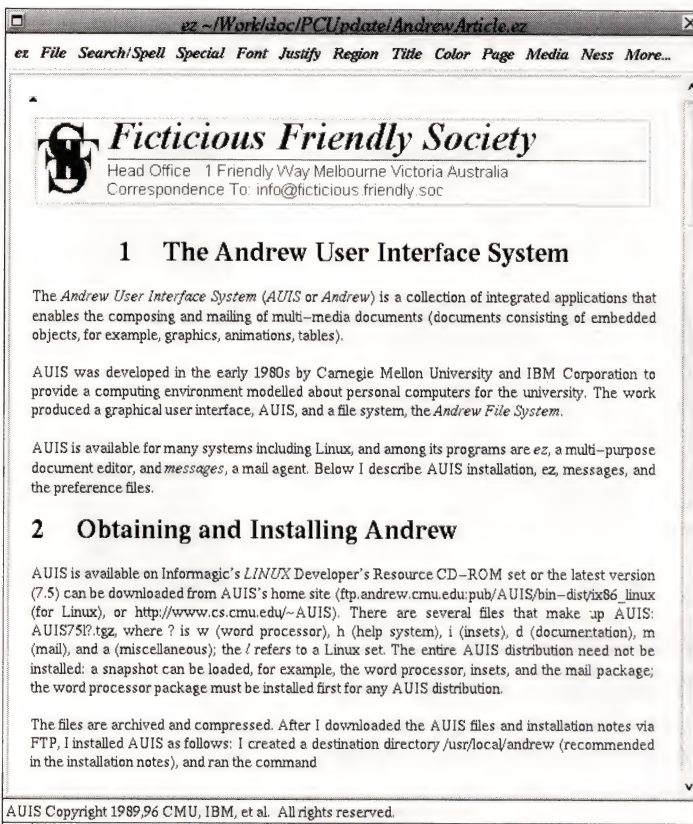 ez ~/Work/doc/PCUpdate/AndrewArticle.ez
ez File Search/Spell Special Font Justify Region Title Color Page Media Ness More...
Ficticious Friendly Society
Head Office 1 Friendly Way Melbourne Victoria Australia
Correspondence To: info@ficticious.friendly.soc
1 The Andrew User Interface System
The Andrew User Interface System (AUIS or Andrew) is a collection of integrated applications that
enables the composing and mailing of multi-media documents (documents consisting of embedded
objects, for example, graphics, animations, tables).
AUIS was developed in the early 1980s by Carnegie Mellon University and IBM Corporation to
provide a computing environment modelled about personal computers for the university. The work
produced a graphical user interface, AUIS, and a file system, the Andrew File System.
AUIS is available for many systems including Linux, and among its programs are ez, a multi-purpose
document editor, and messages, a mail agent. Below I describe AUIS installation, ez, messages, and
the preference files.
2 Obtaining and Installing Andrew
AUIS is available on Informagic's LINUX Developer's Resource CD-ROM set or the latest version
(7.5) can be downloaded from AUIS's home site (ftp.andrew.cmu.edu:pub/AUIS/bin-dist/ix86_linux
(for Linux), or http://www.cs.cmu.edu/~AUIS). There are several files that make up AUIS:
AUIS75l?.tgz, where ? is w (word processor), h (help system), i (insets), d (documentation), m
(mail), and a (miscellaneous); the l refers to a Linux set. The entire AUIS distribution need not be
installed: a snapshot can be loaded, for example, the word processor, insets, and the mail package;
the word processor package must be installed first for any AUIS distribution.
The files are archived and compressed. After I downloaded the AUIS files and installation notes via
FTP, I installed AUIS as follows: I created a destination directory /usr/local/andrew (recommended
in the installation notes), and ran the command
AUIS Copyright 1989,96 CMU, IBM, et al. All rights reserved.